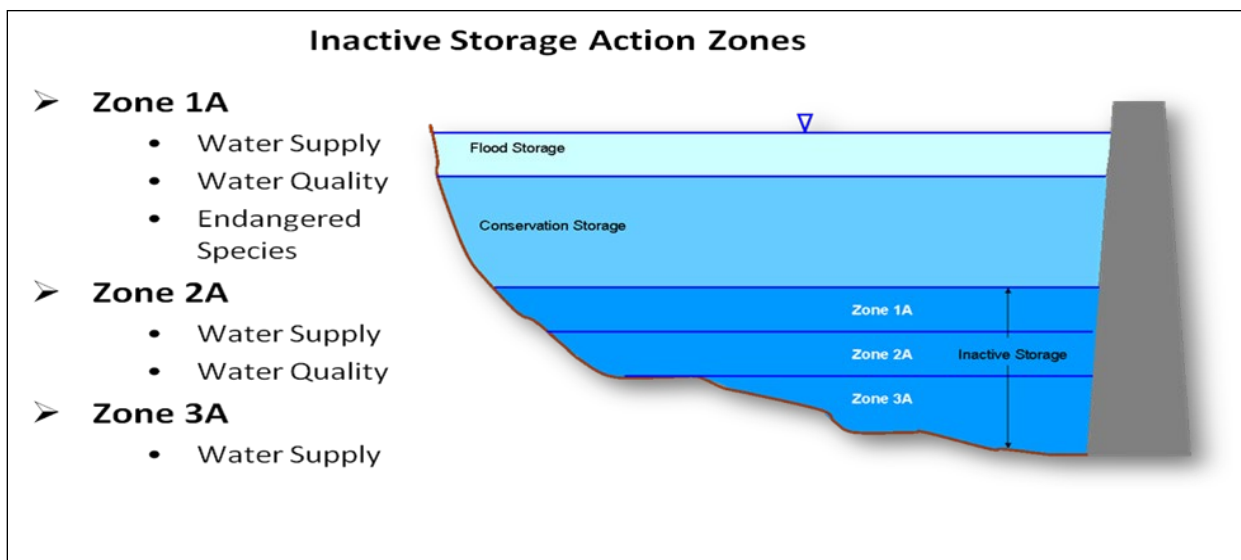 Inactive Storage Action Zones
➢ Zone 1A
• Water Supply
• Water Quality
• Endangered
Species
➢ Zone 2A
• Water Supply
• Water Quality
➢ Zone 3A
• Water Supply
Flood Storage
Conservation Storage
Zone 1A
Zone 2A
Inactive Storage
Zone 3A